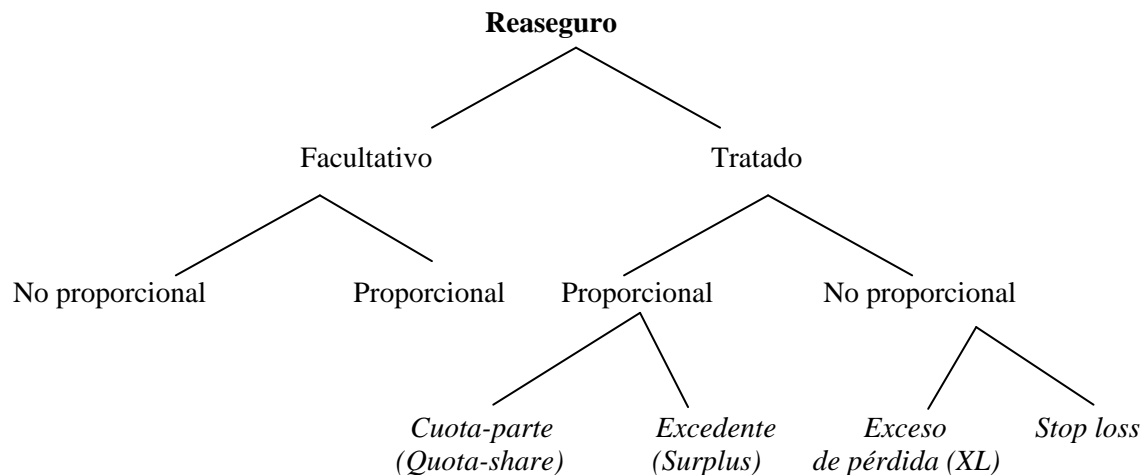 Reaseguro
Facultativo Tratado
No proporcional Proporcional Proporcional No proporcional
Cuota-parte Excedente Exceso Stop loss
(Quota-share) (Surplus) de pérdida (XL)